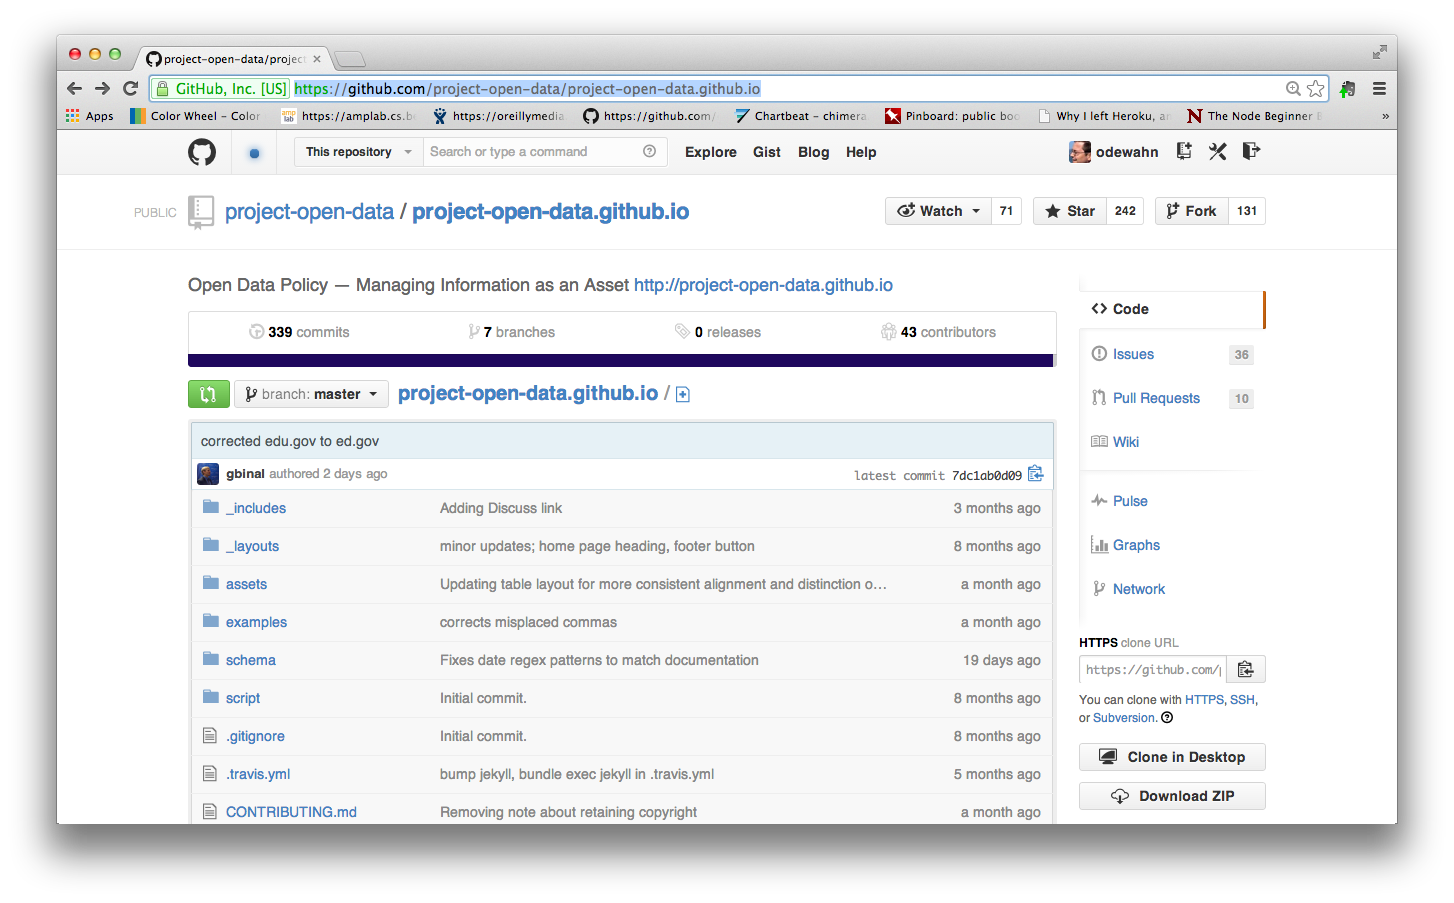 project-open-data/project
GitHub, Inc. [US] https://github.com/project-open-data/project-open-data.github.io
Apps Color Wheel - Color https://amplab.cs.be https://oreillymedia. https://github.com/ Chartbeat – chimera Pinboard: public boo Why I left Heroku, an The Node Beginner B »
This repository Search or type a command Explore Gist Blog Help odewahn
PUBLIC project-open-data / project-open-data.github.io Watch 71 Star 242 Fork 131
Open Data Policy — Managing Information as an Asset http://project-open-data.github.io
339 commits 7 branches 0 releases 43 contributors
branch: master project-open-data.github.io /
corrected edu.gov to ed.gov
gbinal authored 2 days ago latest commit 7dc1ab0d09
_includes Adding Discuss link 3 months ago
_layouts minor updates; home page heading, footer button 8 months ago
assets Updating table layout for more consistent alignment and distinction o… a month ago
examples corrects misplaced commas a month ago
schema Fixes date regex patterns to match documentation 19 days ago
script Initial commit. 8 months ago
.gitignore Initial commit. 8 months ago
.travis.yml bump jekyll, bundle exec jekyll in .travis.yml 5 months ago
CONTRIBUTING.md Removing note about retaining copyright a month ago
Code
Issues 36
Pull Requests 10
Wiki
Pulse
Graphs
Network
HTTPS clone URL
https://github.com/p
You can clone with HTTPS, SSH,
or Subversion.
Clone in Desktop
Download ZIP